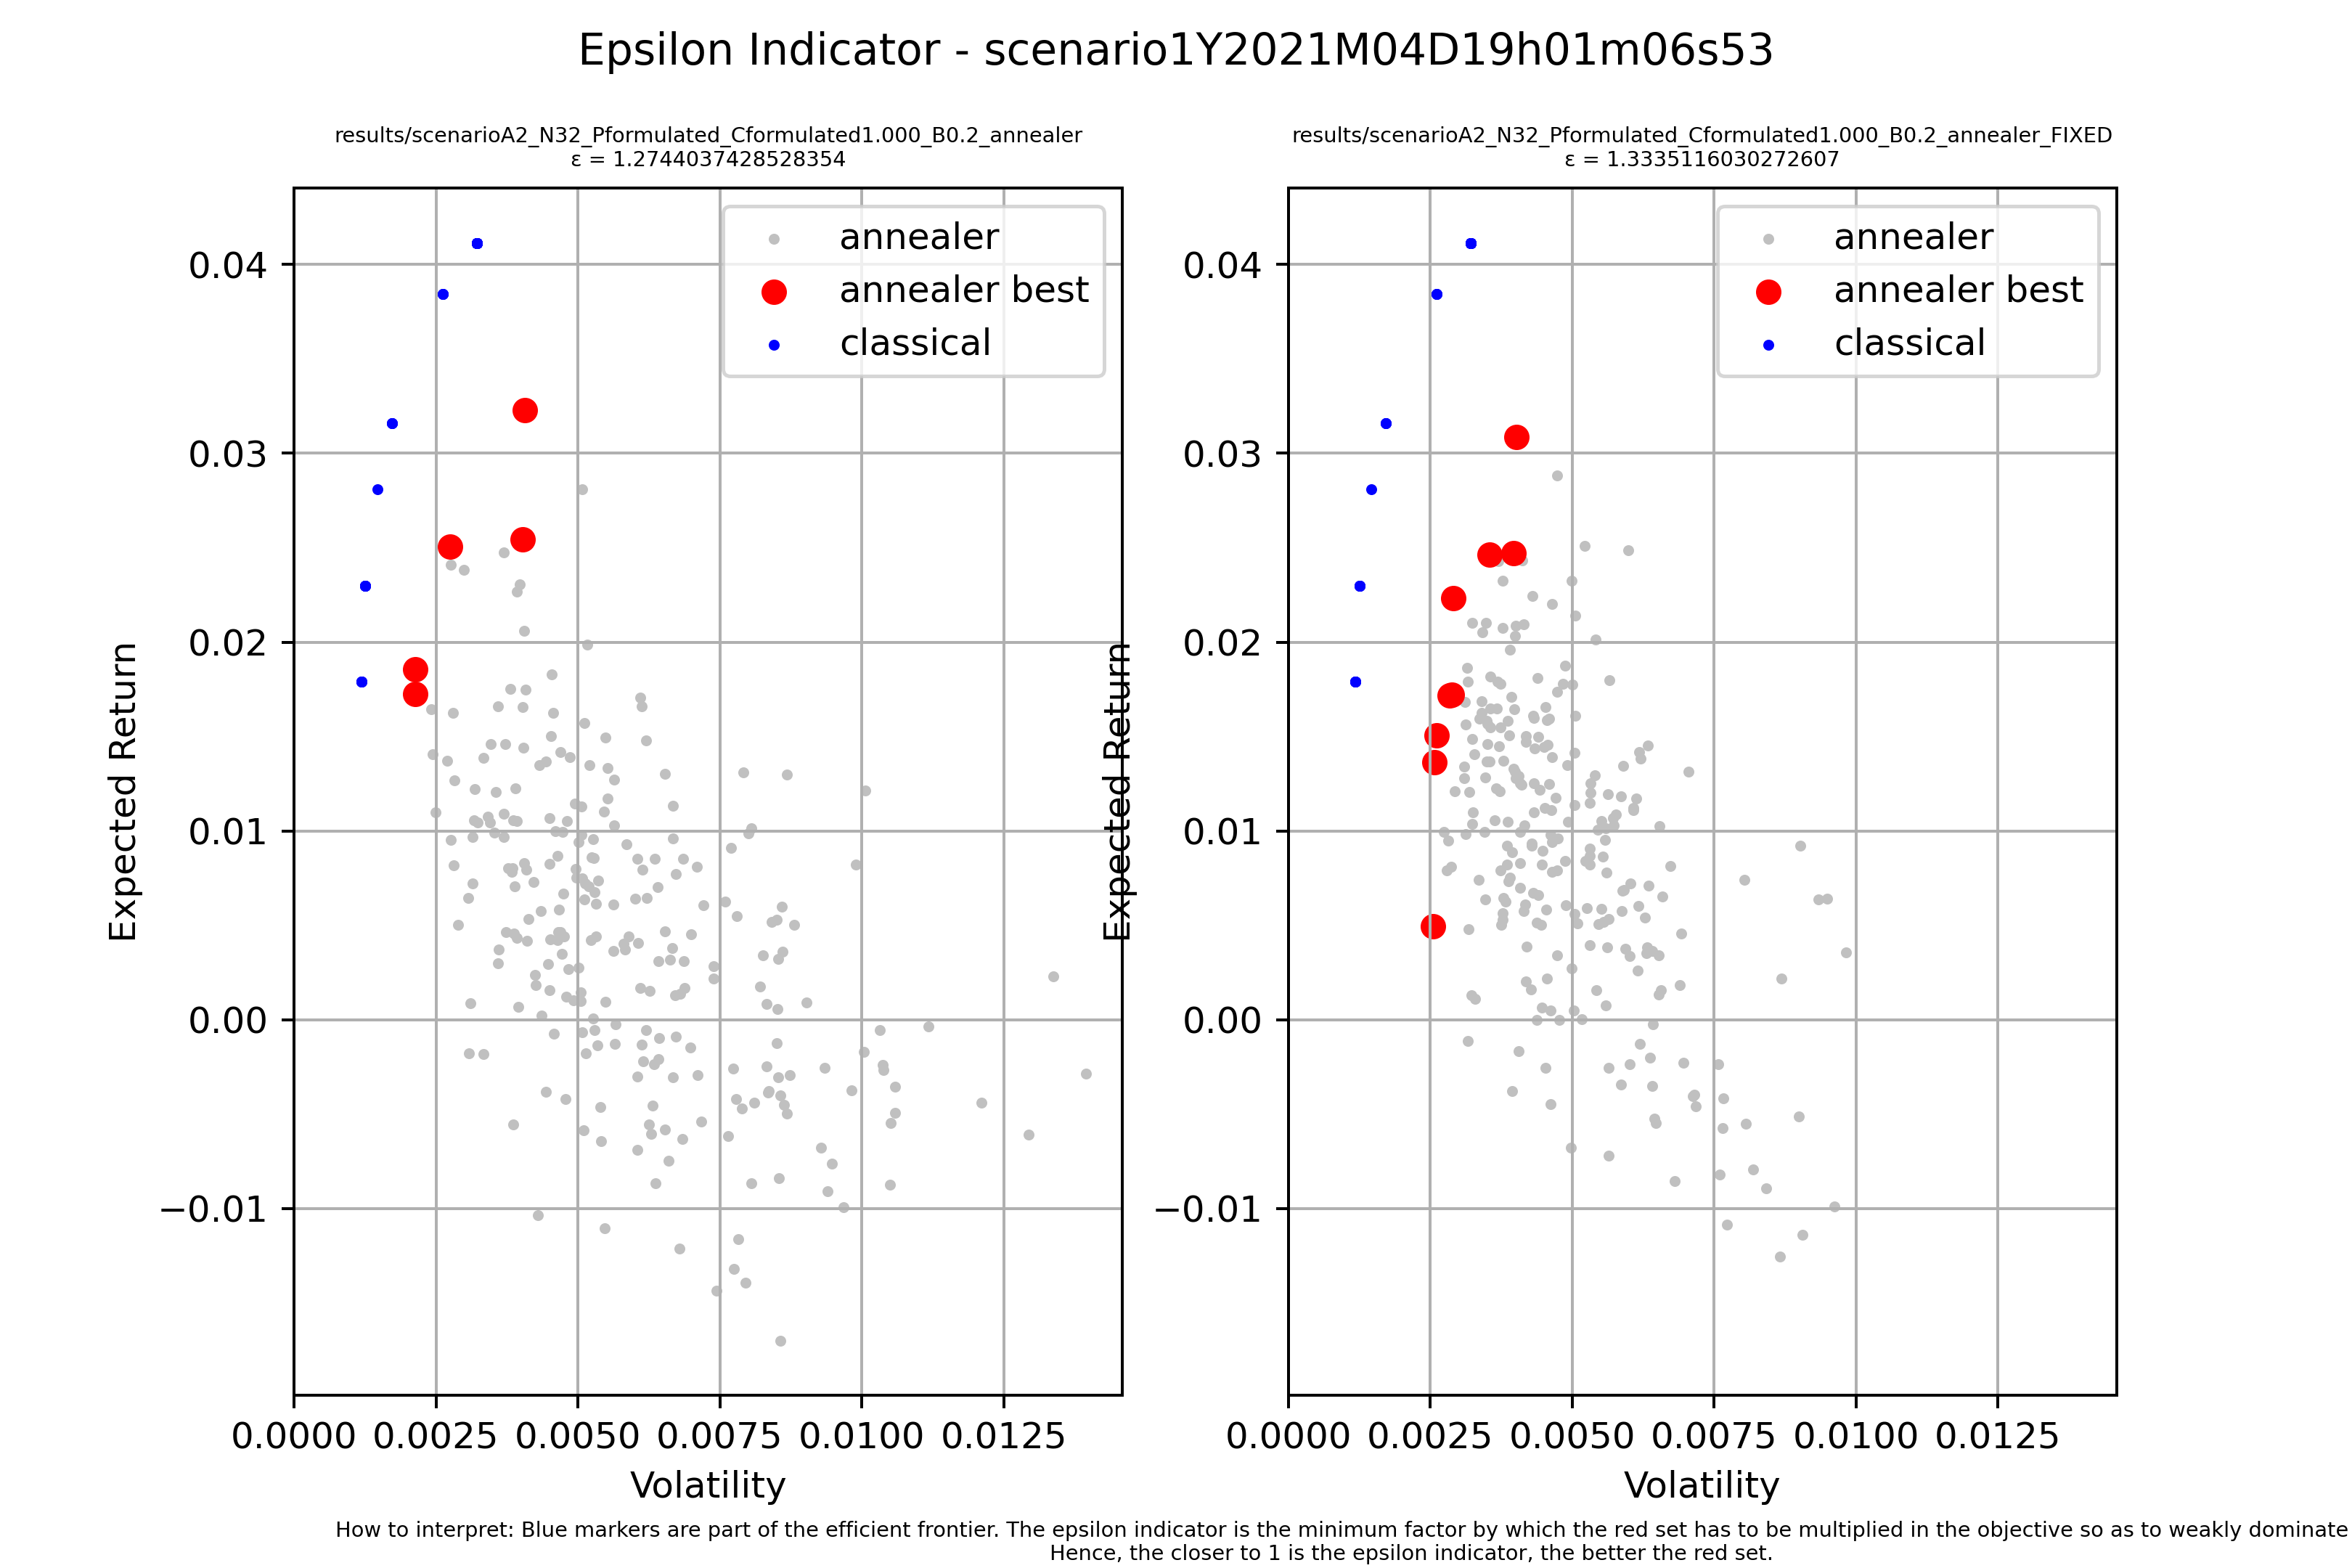 Epsilon Indicator - scenario1Y2021M04D19h01m06s53
results/scenarioA2_N32_Pformulated_Cformulated1.000_B0.2_annealer
ε = 1.2744037428528354
annealer
annealer best
classical
0.04
0.03
0.02
0.01
0.00
−0.01
Expected Return
0.0000 0.0025 0.0050 0.0075 0.0100 0.0125
Volatility
results/scenarioA2_N32_Pformulated_Cformulated1.000_B0.2_annealer_FIXED
ε = 1.3335116030272607
annealer
annealer best
classical
0.04
0.03
0.02
0.01
0.00
−0.01
Expected Return
0.0000 0.0025 0.0050 0.0075 0.0100 0.0125
Volatility
How to interpret: Blue markers are part of the efficient frontier. The epsilon indicator is the minimum factor by which the red set has to be multiplied in the objective so as to weakly dominate
Hence, the closer to 1 is the epsilon indicator, the better the red set.